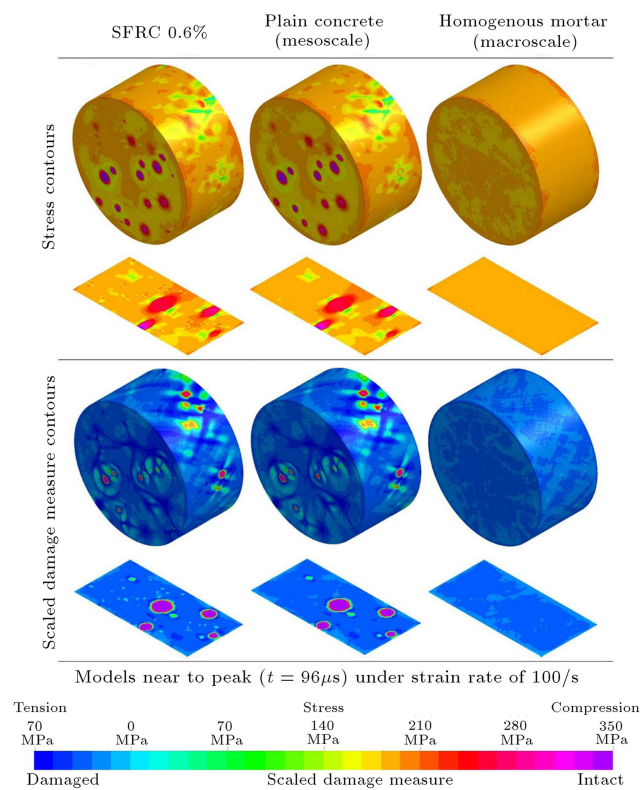 SFRC 0.6%
Plain concrete
(mesoscale)
Homogenous mortar
(macroscale)
Stress contours
Scaled damage measure contours
Models near to peak (t = 96μs) under strain rate of 100/s
Tension Stress Compression
70 0 70 140 210 280 350
MPa MPa MPa MPa MPa MPa MPa
Damaged Scaled damage measure Intact